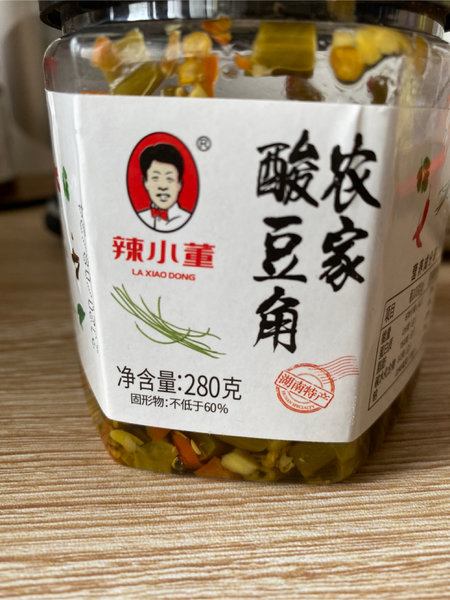 ®
辣小董
LA XIAO DONG
农家
酸豆角
净含量:280克
固形物:不低于60%
湖南特产